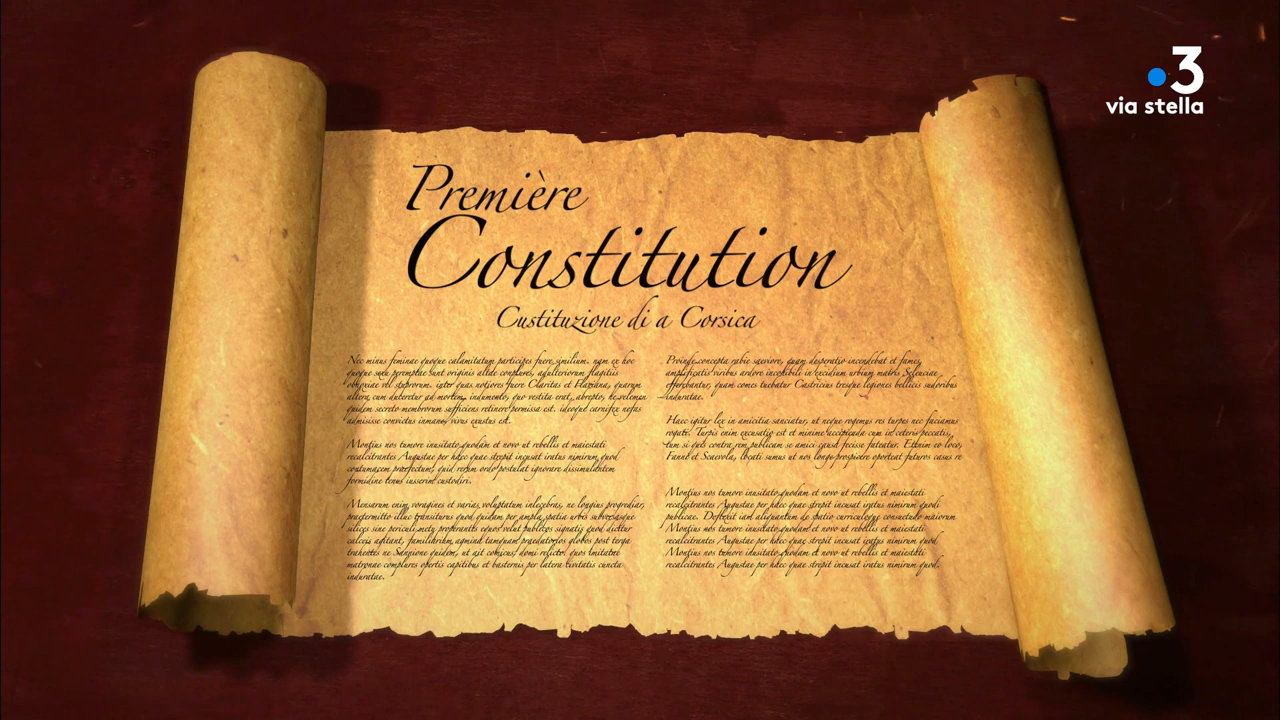 3
via stella
Première
Constitution
Custituzione di a Corsica
Nec minus feminae quoque calamitatum participes fuere similium. nam ex hoc
quoque sexu peremptae sunt originis altae conplures, adulteriorum flagitiis
obnoxiae vel stuprorum. inter quas notiores fuere Claritas et Flaviana, quarum
altera cum duceretur ad mortem, indumento, quo vestita erat, abrepto, ne velemen
quidem secreto membrorum sufficiens retinere permissa est. ideoque carnifex nefas
admisisse convictus inmane, vivus exustus est.
Montius nos tumore inusitato quodam et novo ut rebellis et maiestati
recalcitrantes Augustae per haec quae strepit incusat iratus nimirum quod
contumacem praefectum, quid rerum ordo postulat ignorare dissimulantem
formidine tenus iusserim custodiri.
Mensarum enim voragines et varias voluptatum inlecebras, ne longius progrediar,
praetermitto illuc transiturus quod quidam per ampla spatia urbis subversasque
silices sine periculi metu properantes equos velut publicos signatis quod dicitur
calceis agitant, familiarium agmina tamquam praedatorios globos post terga
trahentes ne Sannione quidem, ut ait comicus, domi relicto. quos imitatae
matronae complures opertis capitibus et basternis per latera civitatis cuncta
induratae.
Proinde concepta rabie saeviore, quam desperatio incendebat et fames,
amplificatis viribus ardore incohibili in excidium urbium matris Seleuciae
efferebantur, quam comes tuebatur Castricius tresque legiones bellicis sudoribus
induratae.
Haec igitur lex in amicitia sanciatur, ut neque rogemus res turpes nec faciamus
rogati. Turpis enim excusatio est et minime accipienda cum in ceteris peccatis,
tum si quis contra rem publicam se amici causa fecisse fateatur. Etenim eo loco,
Fanni et Scaevola, locati sumus ut nos longe prospicere oporteat futuros casus re
Montius nos tumore inusitato quodam et novo ut rebellis et maiestati
recalcitrantes Augustae per haec quae strepit incusat iratus nimirum quodi
publicae. Deflexit iam aliquantum de spatio curriculoque consuetudo maiorum
Montius nos tumore inusitato quodam et novo ut rebellis et maiestati
recalcitrantes Augustae per haec quae strepit incusat iratus nimirum quod
Montius nos tumore inusitato quodam et novo ut rebellis et maiestati
recalcitrantes Augustae per haec quae strepit incusat iratus nimirum quod.